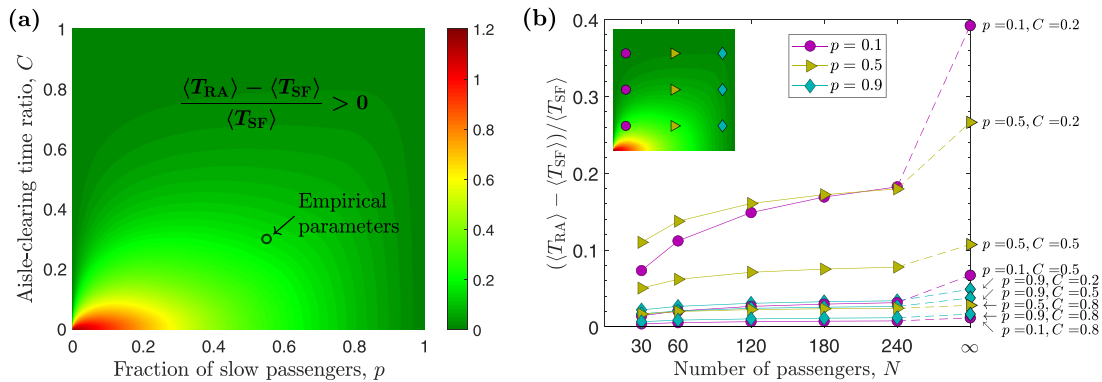 (a)
Aisle-clearing time ratio, C
1
0.8
0.6
0.4
0.2
0
0
0.2
0.4
0.6
0.8
1
Fraction of slow passengers, p
⟨T_RA⟩ − ⟨T_SF⟩
⟨T_SF⟩
> 0
Empirical
parameters
1.2
1
0.8
0.6
0.4
0.2
0
(b)
(⟨T_RA⟩ − ⟨T_SF⟩)/⟨T_SF⟩
0.4
0.3
0.2
0.1
0
30
60
120
180
240
∞
Number of passengers, N
p = 0.1
p = 0.5
p = 0.9
p=0.1, C=0.2
p=0.5, C=0.2
p=0.5, C=0.5
p=0.1, C=0.5
p=0.9, C=0.2
p=0.9, C=0.5
p=0.5, C=0.8
p=0.9, C=0.8
p=0.1, C=0.8